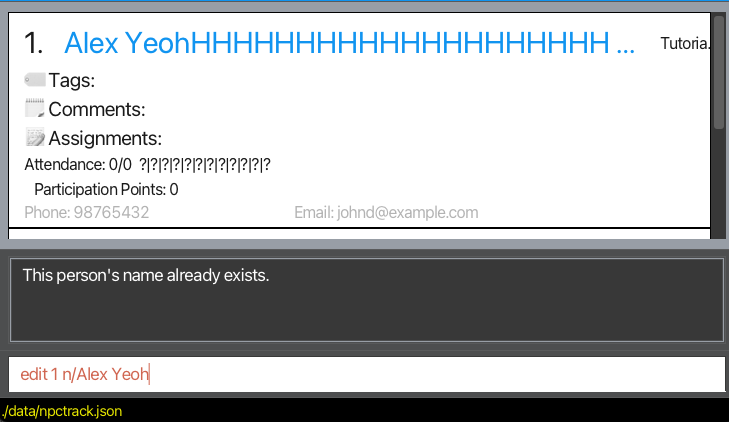 1. Alex YeohHHHHHHHHHHHHHHHHHHHH ... Tutoria.
Tags:
Comments:
Assignments:
Attendance: 0/0 ?|?|?|?|?|?|?|?|?|?|?|?
Participation Points: 0
Phone: 98765432 Email: johnd@example.com
This person's name already exists.
edit 1 n/Alex Yeoh
./data/npctrack.json